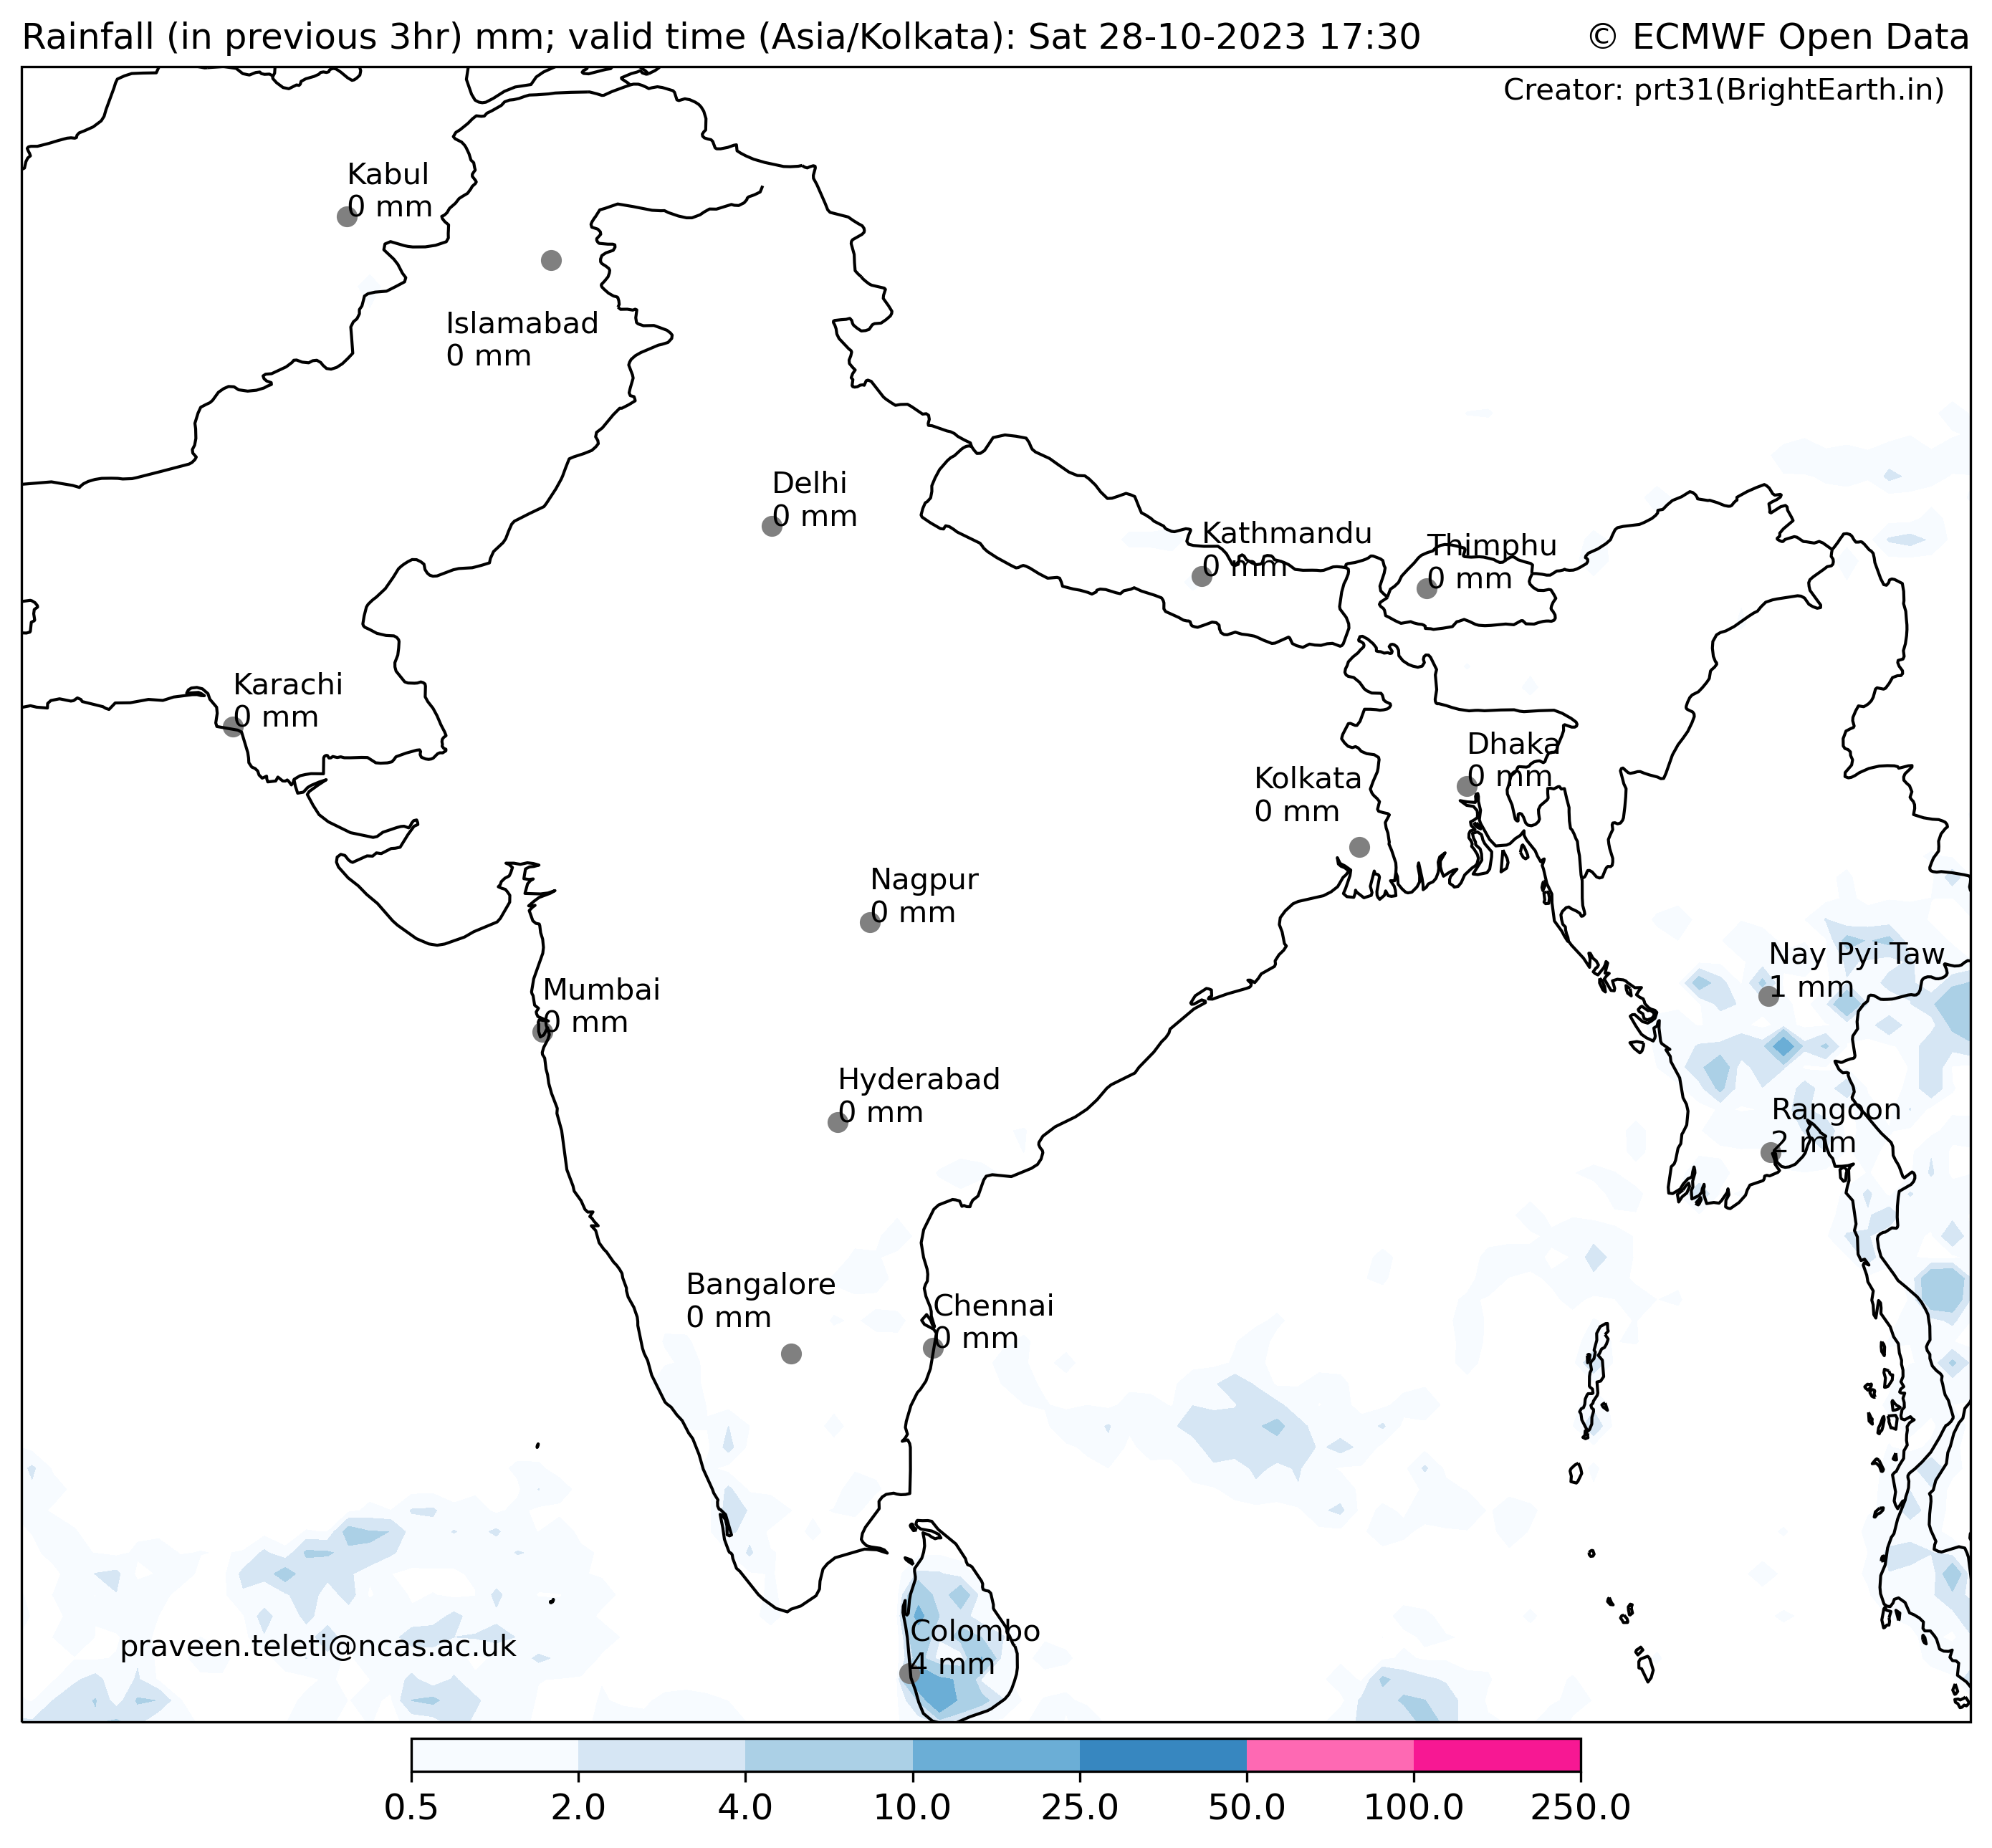 Rainfall (in previous 3hr) mm; valid time (Asia/Kolkata): Sat 28-10-2023 17:30
© ECMWF Open Data
Creator: prt31(BrightEarth.in)
Kabul
0 mm
Islamabad
0 mm
Delhi
0 mm
Kathmandu
0 mm
Thimphu
0 mm
Karachi
0 mm
Dhaka
0 mm
Kolkata
0 mm
Nagpur
0 mm
Nay Pyi Taw
1 mm
Mumbai
0 mm
Hyderabad
0 mm
Rangoon
2 mm
Bangalore
0 mm
Chennai
0 mm
Colombo
4 mm
praveen.teleti@ncas.ac.uk
0.5 2.0 4.0 10.0 25.0 50.0 100.0 250.0